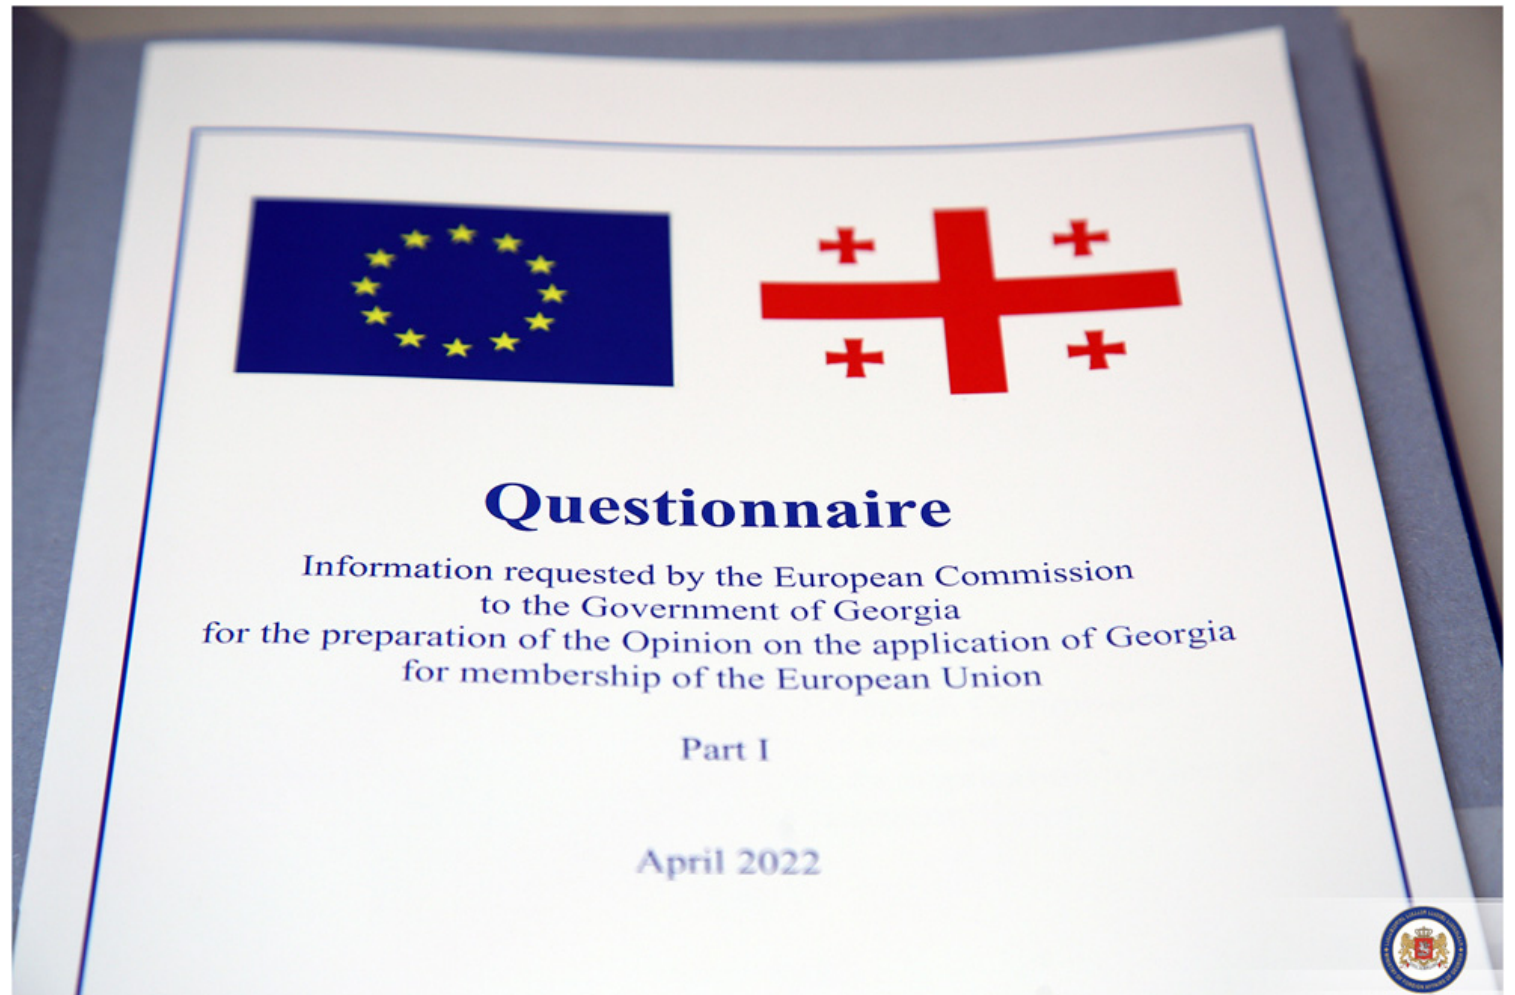 Questionnaire
Information requested by the European Commission
to the Government of Georgia
for the preparation of the Opinion on the application of Georgia
for membership of the European Union
Part I
April 2022